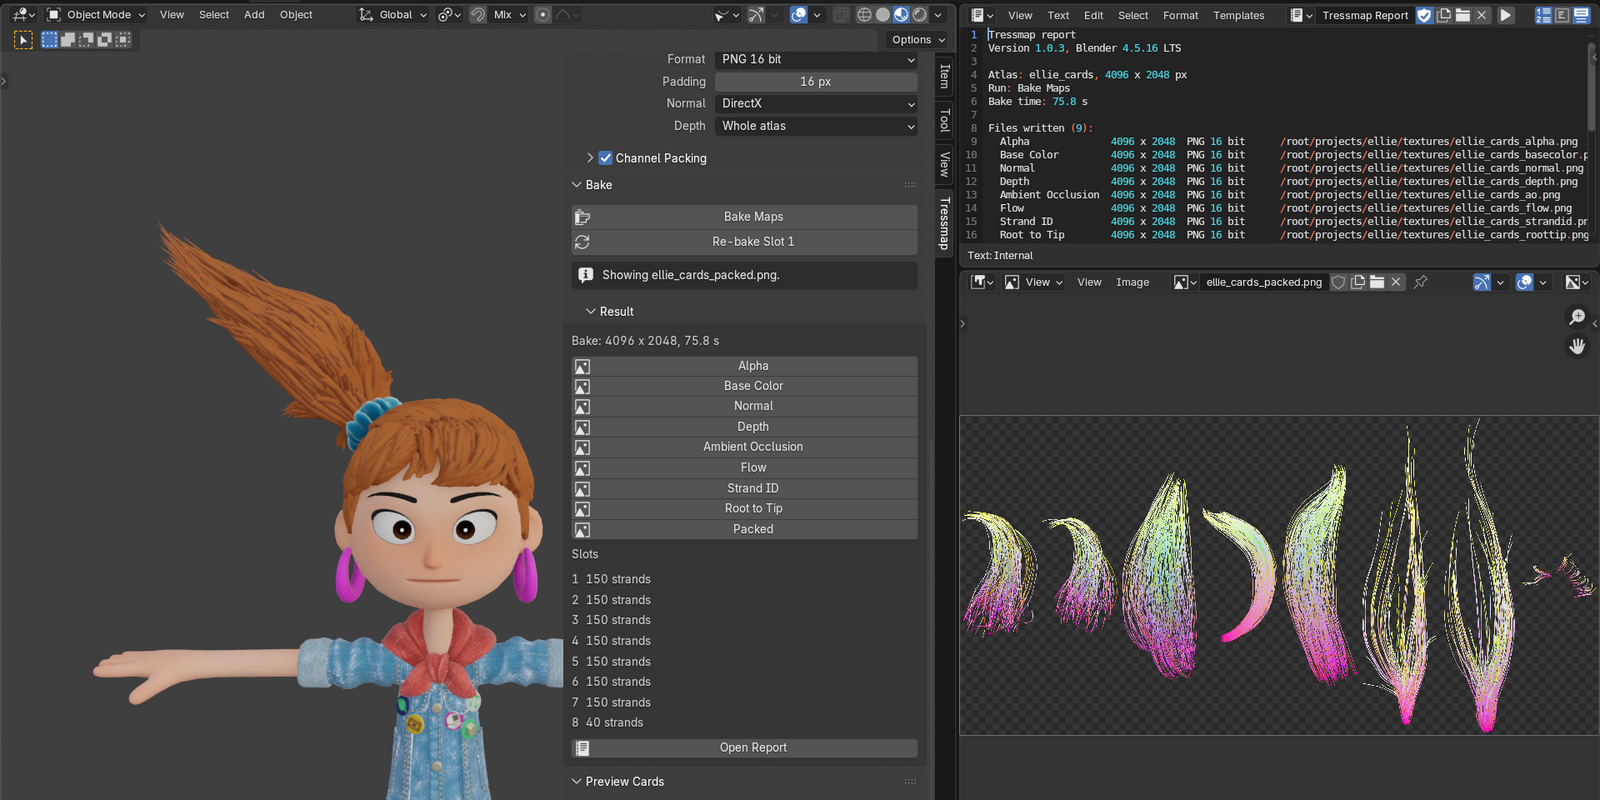 Object Mode View Select Add Object Global Mix
Options
Format PNG 16 bit
Padding 16 px
Normal DirectX
Depth Whole atlas
Channel Packing
Bake
Bake Maps
Re-bake Slot 1
Showing ellie_cards_packed.png.
Result
Bake: 4096 x 2048, 75.8 s
Alpha
Base Color
Normal
Depth
Ambient Occlusion
Flow
Strand ID
Root to Tip
Packed
Slots
1 150 strands
2 150 strands
3 150 strands
4 150 strands
5 150 strands
6 150 strands
7 150 strands
8 40 strands
Open Report
Preview Cards
Item
Tool
View
Tressmap
View Text Edit Select Format Templates Tressmap Report
1 Tressmap report
2 Version 1.0.3, Blender 4.5.16 LTS
3
4 Atlas: ellie_cards, 4096 x 2048 px
5 Run: Bake Maps
6 Bake time: 75.8 s
7
8 Files written (9):
9 Alpha 4096 x 2048 PNG 16 bit /root/projects/ellie/textures/ellie_cards_alpha.png
10 Base Color 4096 x 2048 PNG 16 bit /root/projects/ellie/textures/ellie_cards_basecolor.p
11 Normal 4096 x 2048 PNG 16 bit /root/projects/ellie/textures/ellie_cards_normal.png
12 Depth 4096 x 2048 PNG 16 bit /root/projects/ellie/textures/ellie_cards_depth.png
13 Ambient Occlusion 4096 x 2048 PNG 16 bit /root/projects/ellie/textures/ellie_cards_ao.png
14 Flow 4096 x 2048 PNG 16 bit /root/projects/ellie/textures/ellie_cards_flow.png
15 Strand ID 4096 x 2048 PNG 16 bit /root/projects/ellie/textures/ellie_cards_strandid.pn
16 Root to Tip 4096 x 2048 PNG 16 bit /root/projects/ellie/textures/ellie_cards_roottip.png
Text: Internal
View View Image ellie_cards_packed.png